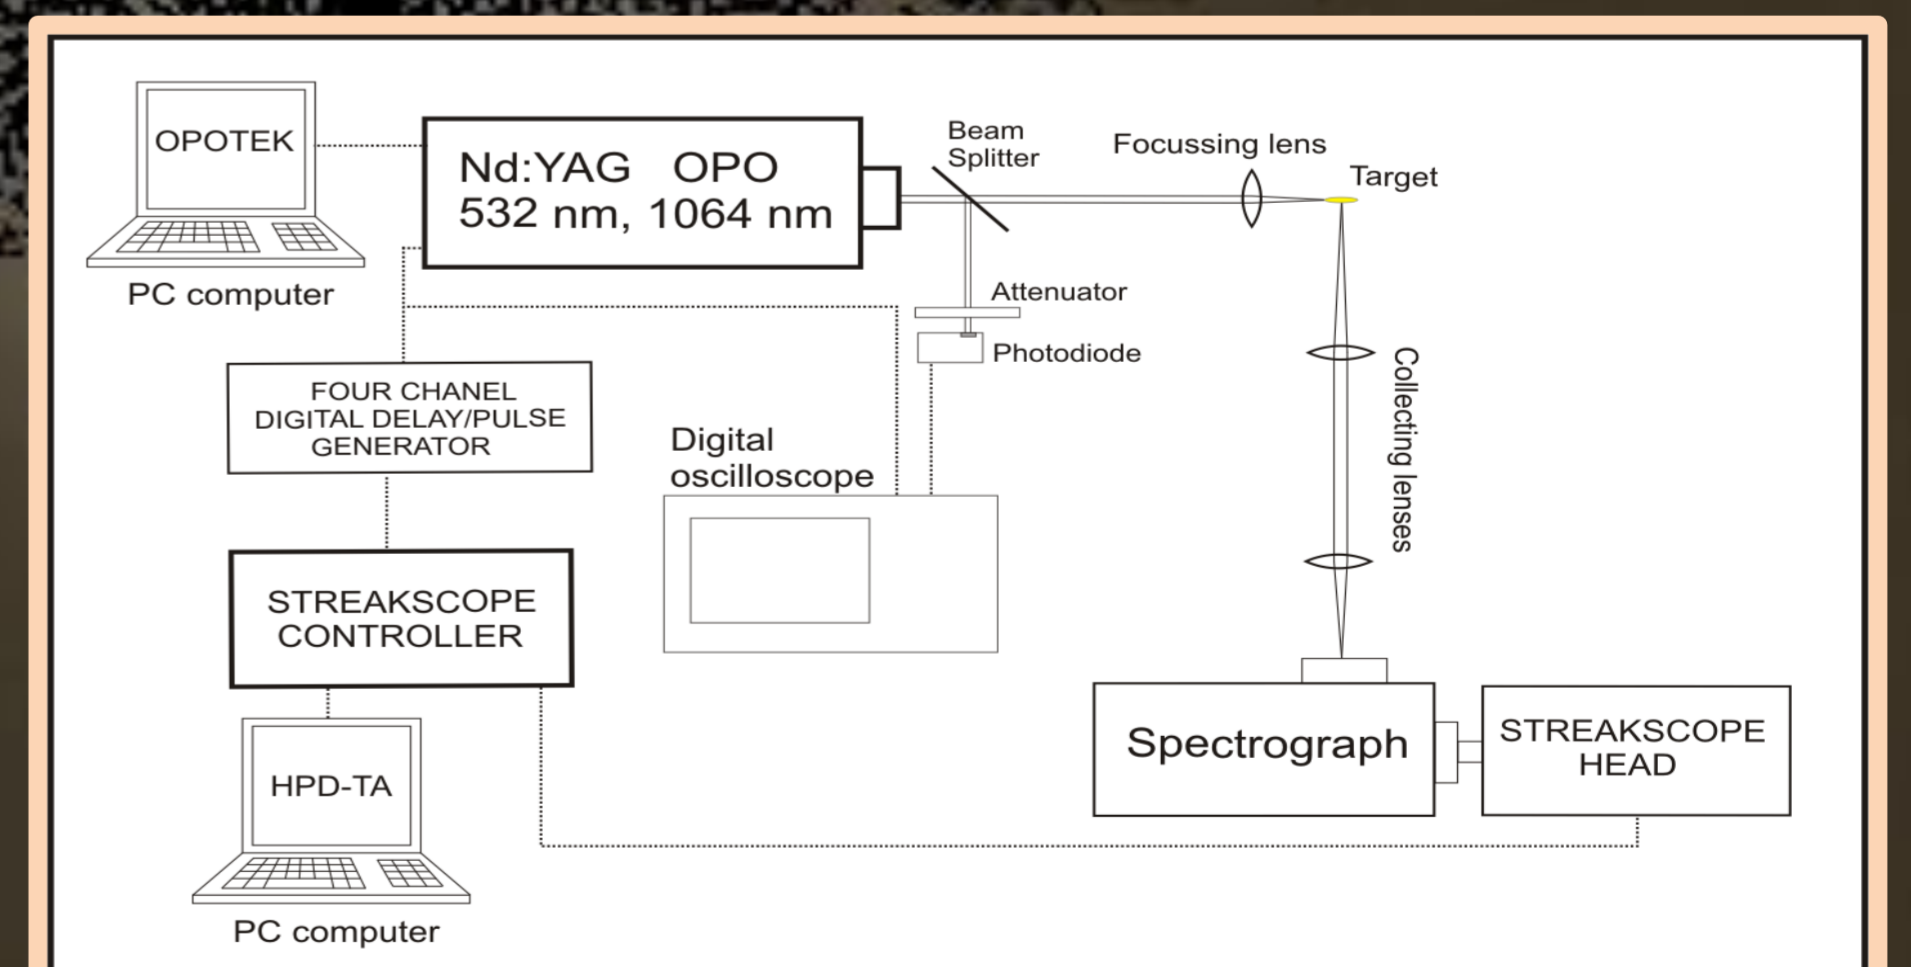 OPOTEK
PC computer
Nd:YAG OPO
532 nm, 1064 nm
Beam
Splitter
Focussing lens
Target
Attenuator
Photodiode
Collecting lenses
FOUR CHANEL
DIGITAL DELAY/PULSE
GENERATOR
Digital
oscilloscope
STREAKSCOPE
CONTROLLER
Spectrograph
STREAKSCOPE
HEAD
HPD-TA
PC computer